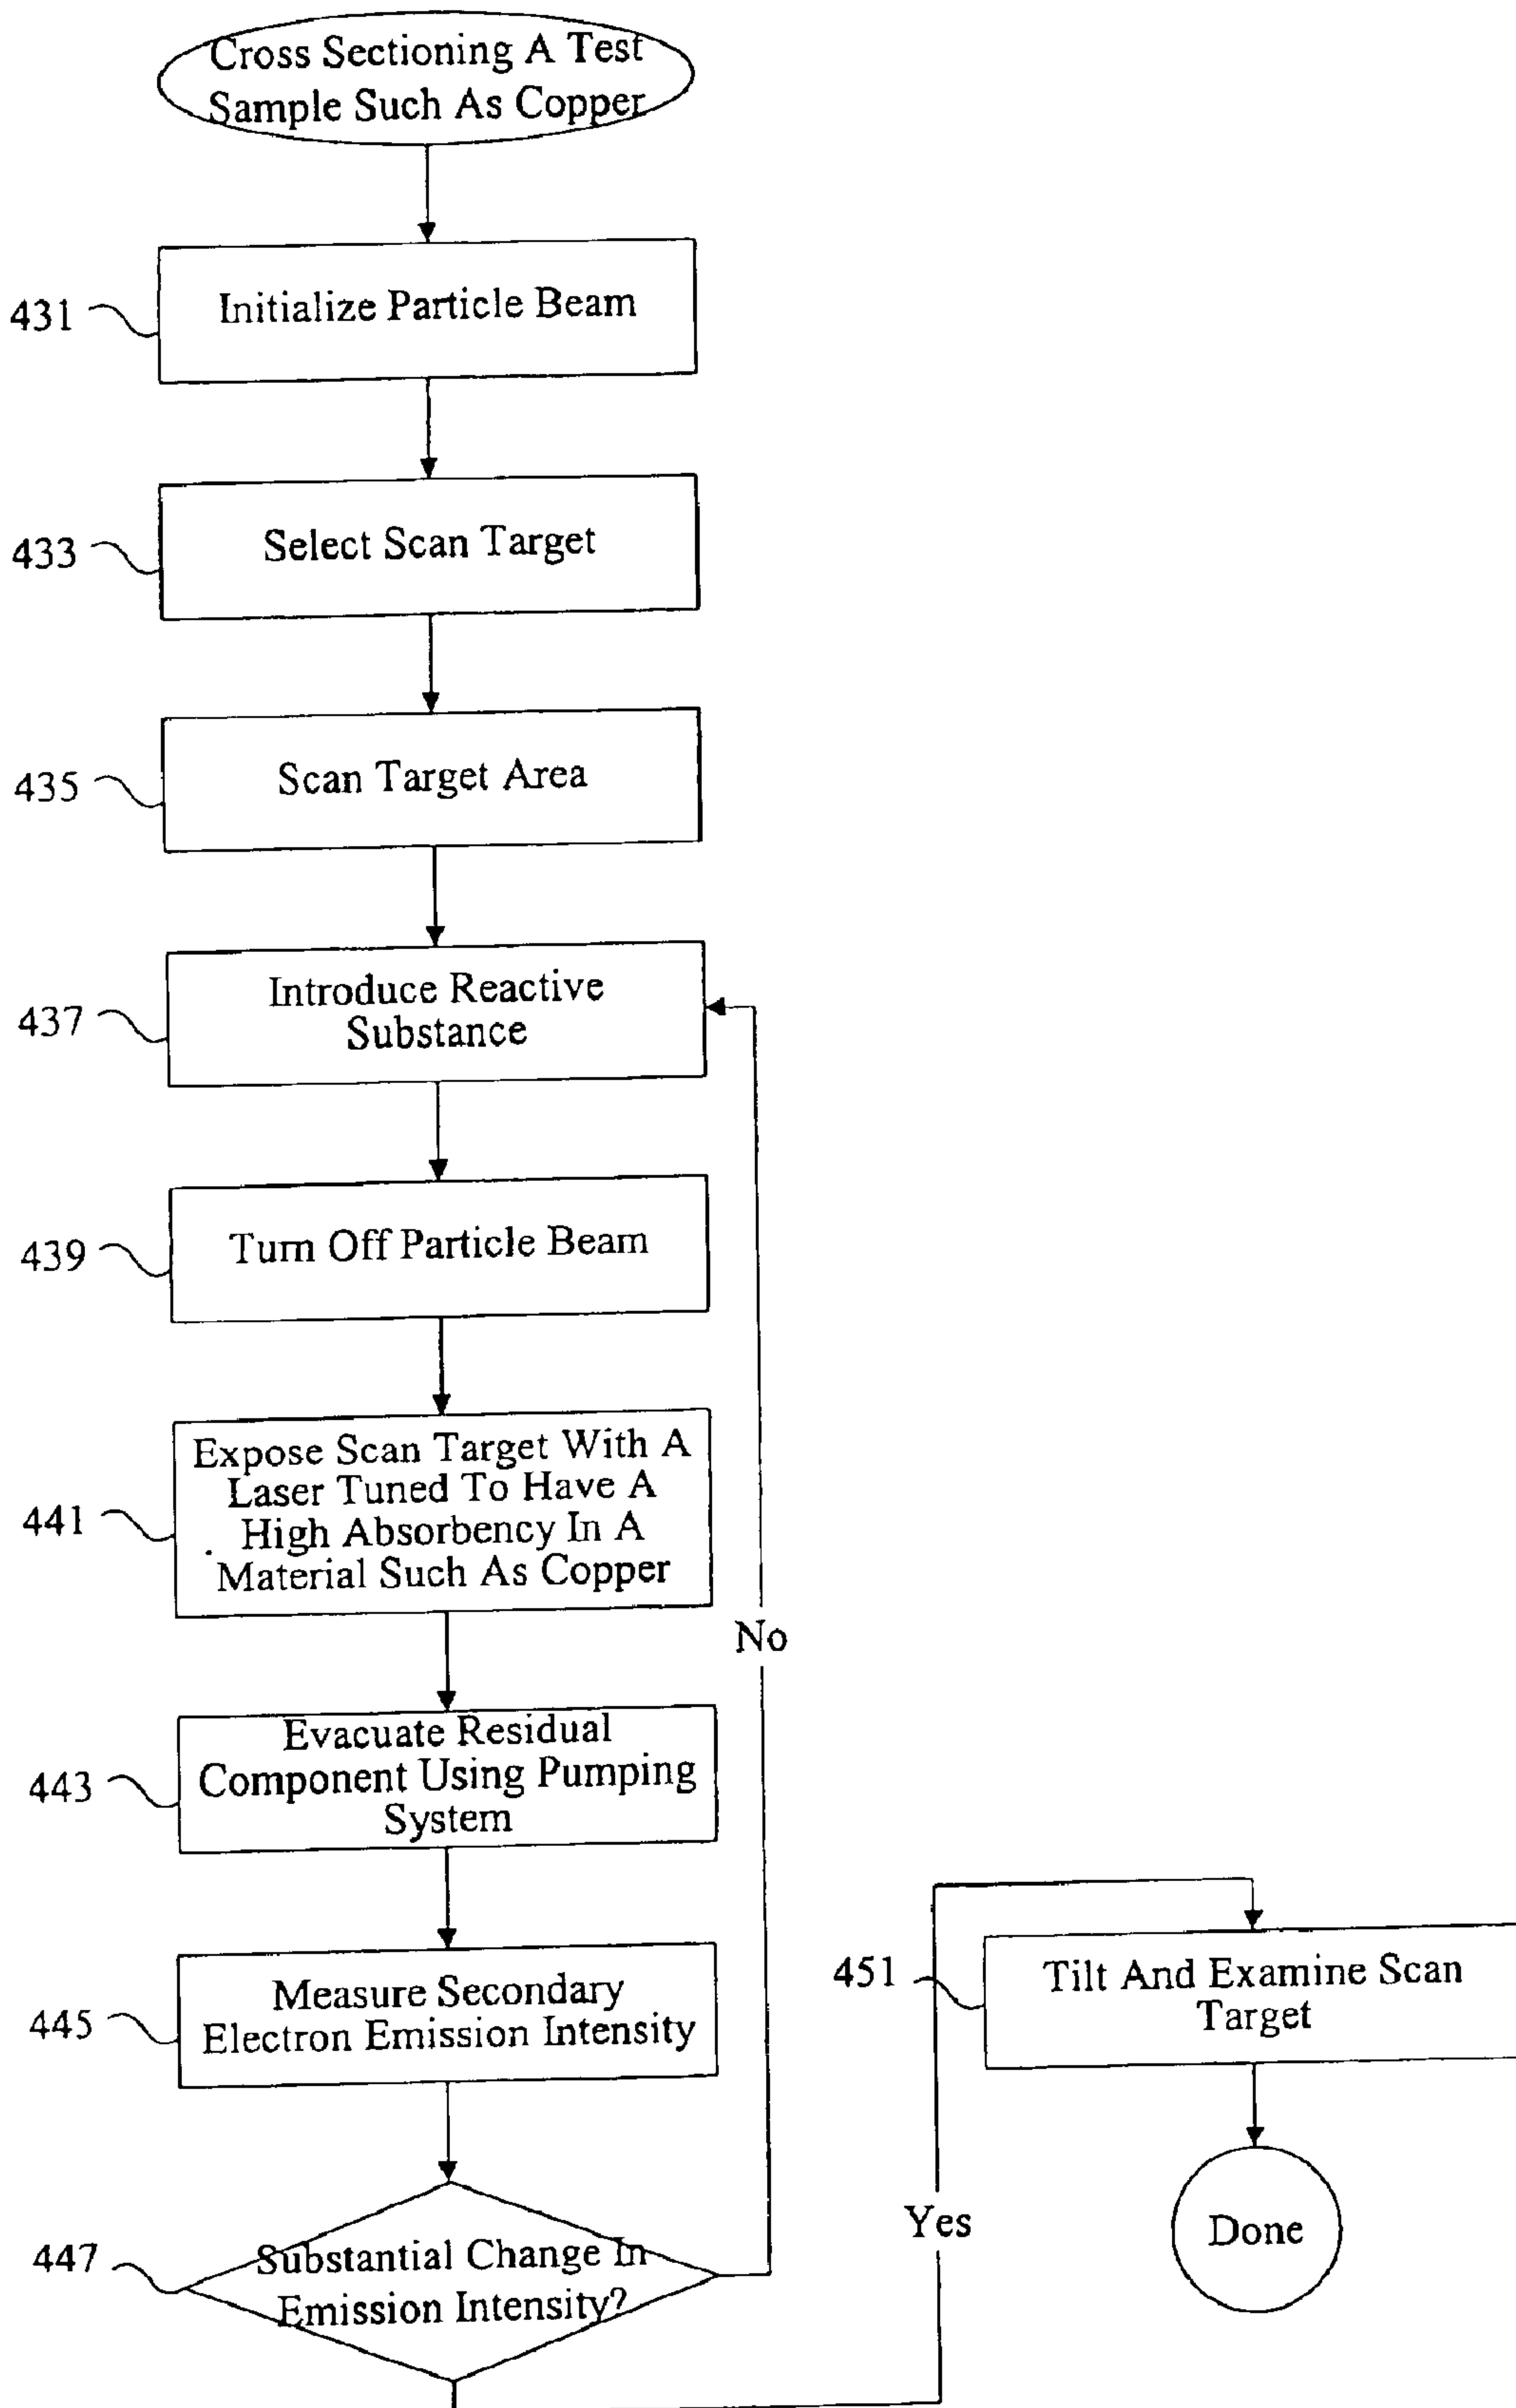 Cross Sectioning A Test
Sample Such As Copper
431
Initialize Particle Beam
433
Select Scan Target
435
Scan Target Area
437
Introduce Reactive
Substance
439
Turn Off Particle Beam
441
Expose Scan Target With A
Laser Tuned To Have A
High Absorbency In A
Material Such As Copper
No
443
Evacuate Residual
Component Using Pumping
System
445
Measure Secondary
Electron Emission Intensity
447
Substantial Change In
Emission Intensity?
Yes
451
Tilt And Examine Scan
Target
Done